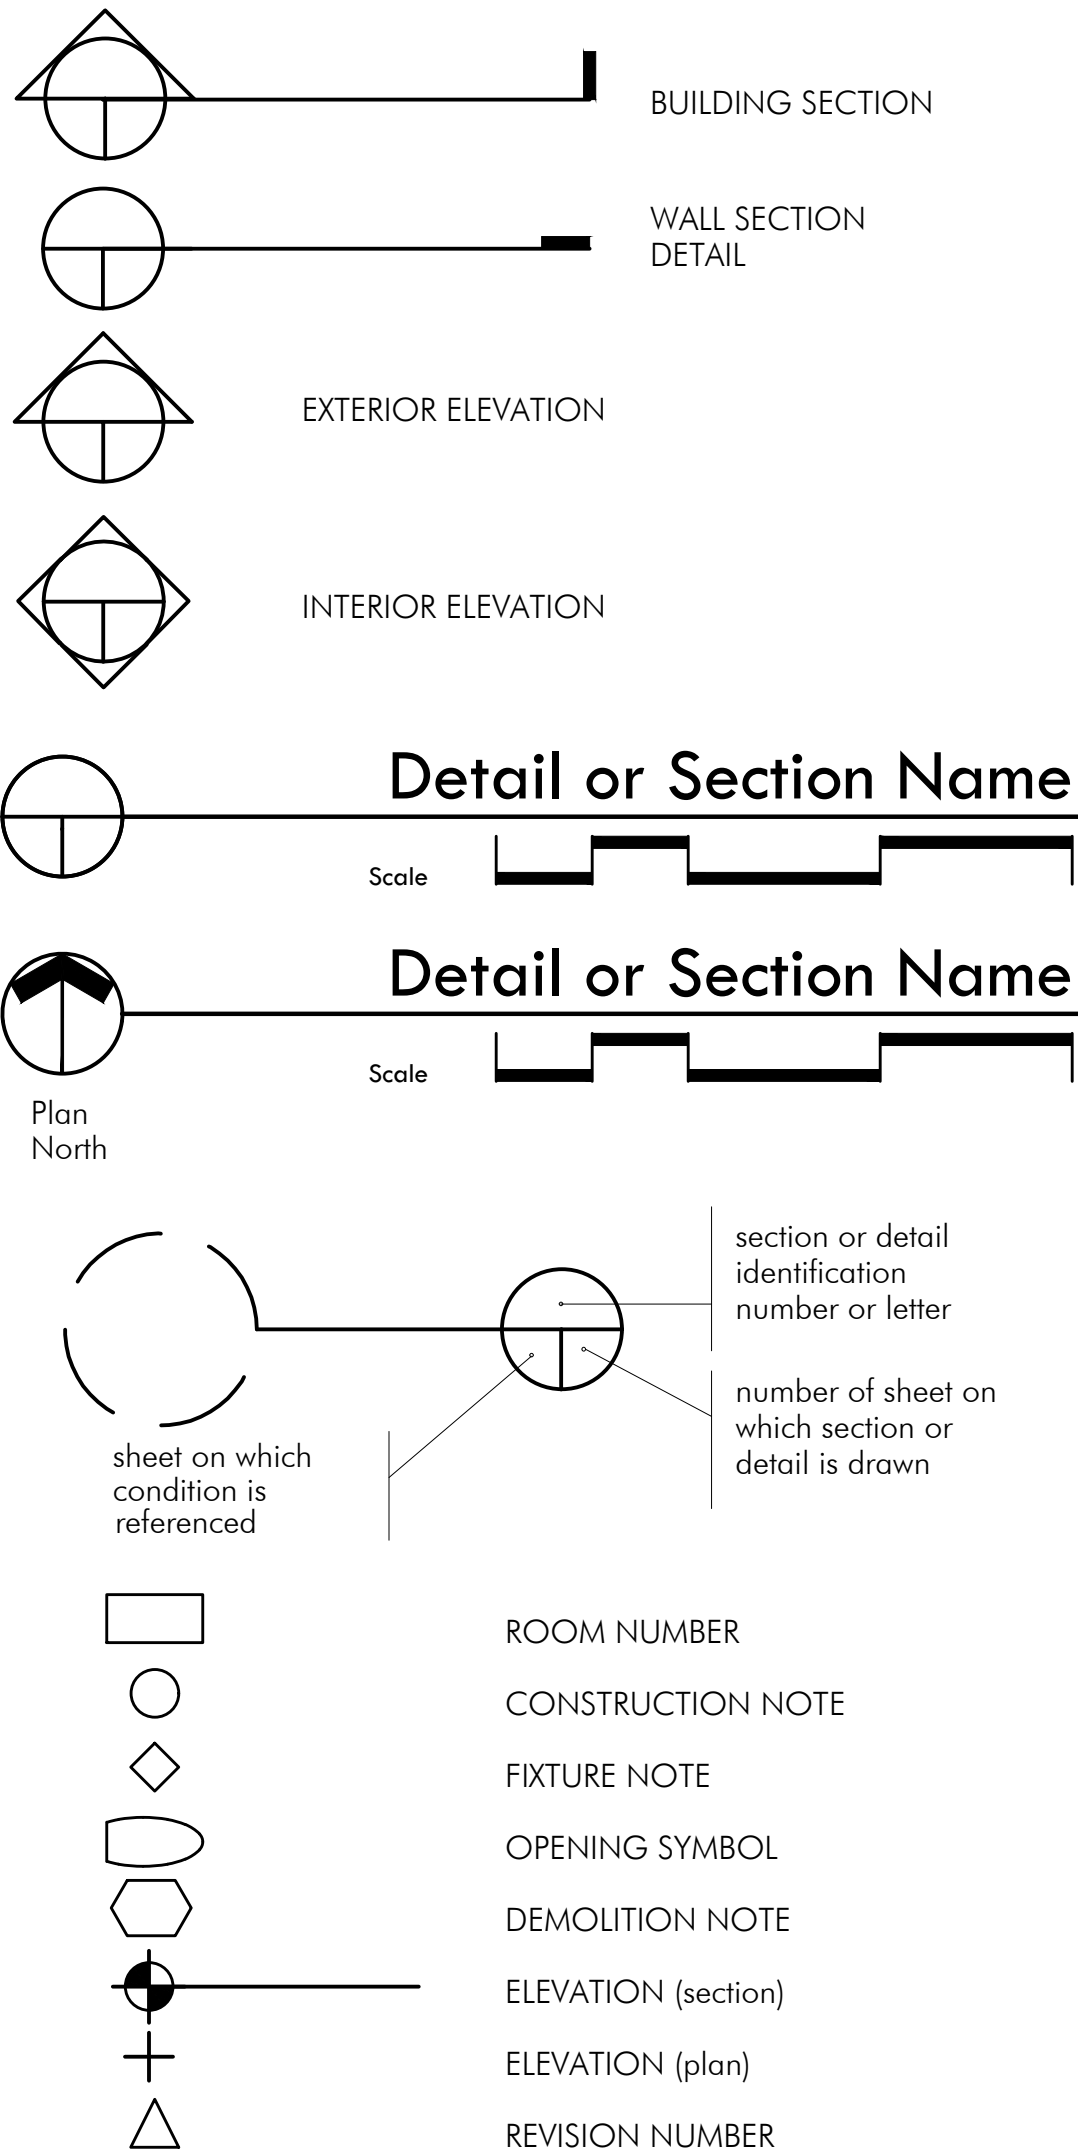 BUILDING SECTION
WALL SECTION
DETAIL
EXTERIOR ELEVATION
INTERIOR ELEVATION
Detail or Section Name
Scale
Detail or Section Name
Scale
Plan
North
section or detail
identification
number or letter
number of sheet on
which section or
detail is drawn
sheet on which
condition is
referenced
ROOM NUMBER
CONSTRUCTION NOTE
FIXTURE NOTE
OPENING SYMBOL
DEMOLITION NOTE
ELEVATION (section)
ELEVATION (plan)
REVISION NUMBER